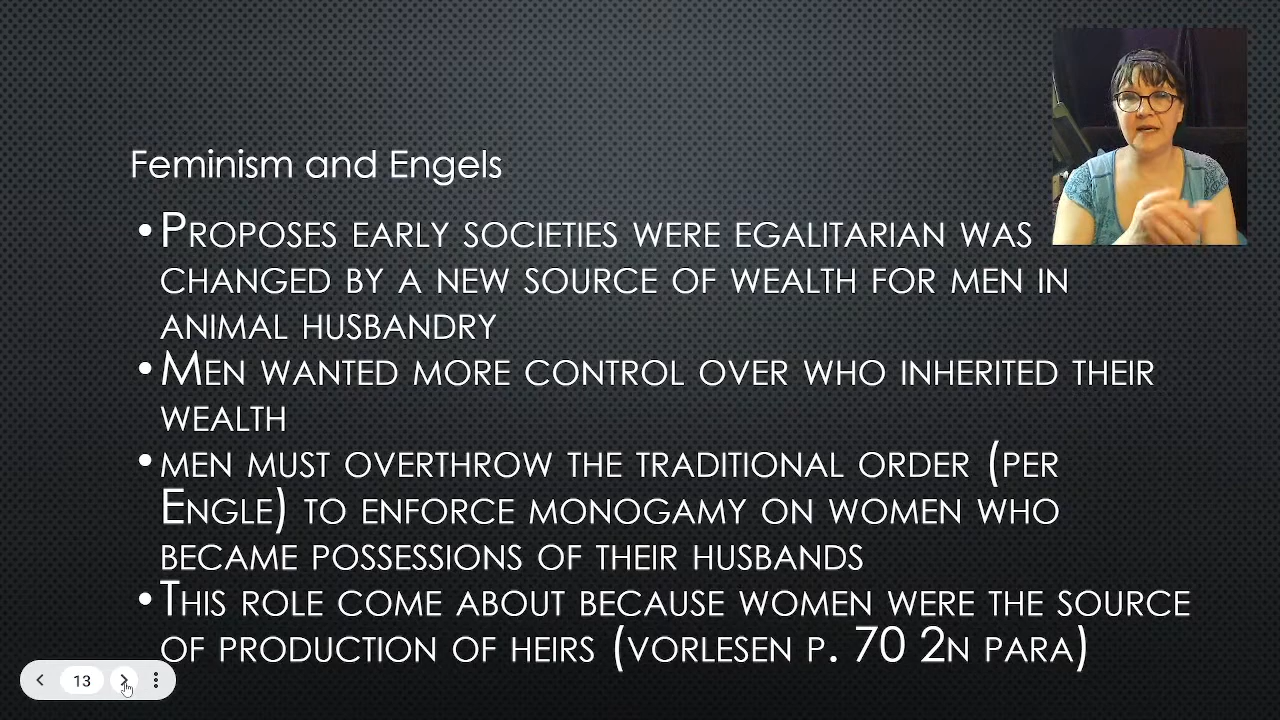 Feminism and Engels
• Proposes early societies were egalitarian was
changed by a new source of wealth for men in
animal husbandry
• Men wanted more control over who inherited their
wealth
• men must overthrow the traditional order (per
Engle) to enforce monogamy on women who
became possessions of their husbands
• This role come about because women were the source
of production of heirs (vorlesen p. 70 2n para)
13